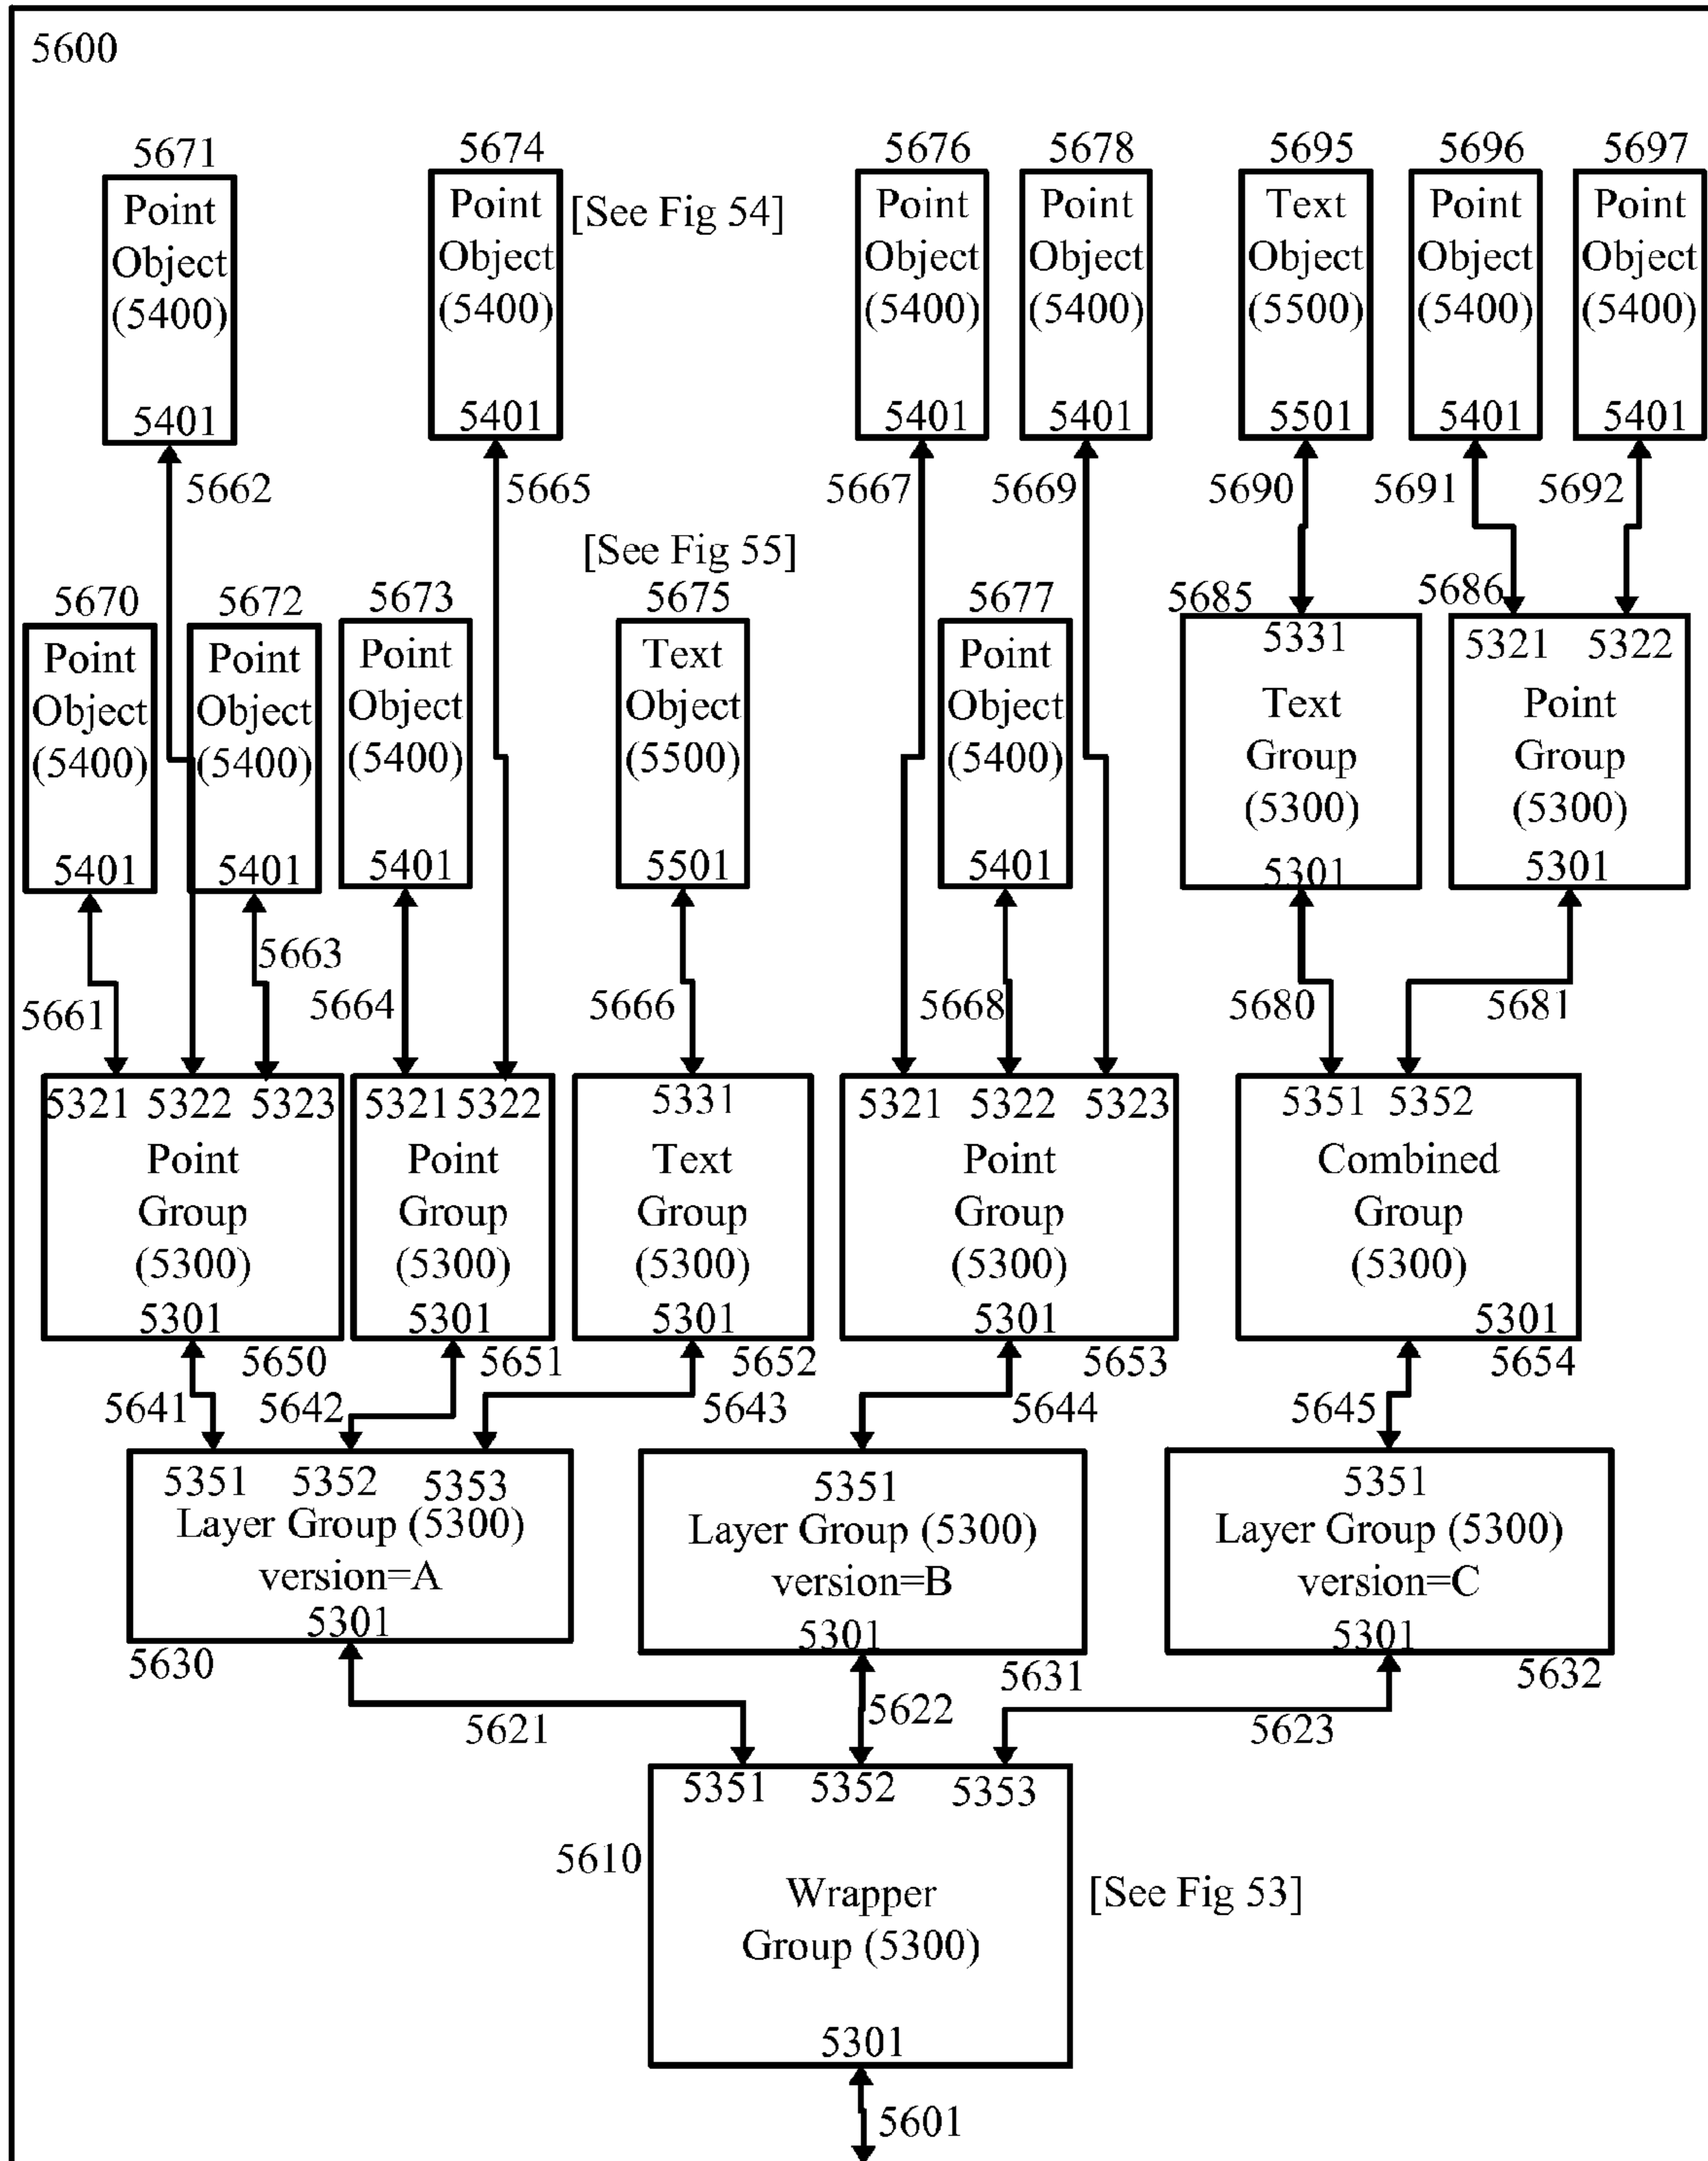 5600
5671
Point
Object
(5400)
5401
5674
Point
Object
(5400)
5401
[See Fig 54]
5676
Point
Object
(5400)
5401
5678
Point
Object
(5400)
5401
5695
Text
Object
(5500)
5501
5696
Point
Object
(5400)
5401
5697
Point
Object
(5400)
5401
5662
5665
5667
5669
5690
5691
5692
5670
Point
Object
(5400)
5401
5672
Point
Object
(5400)
5401
5673
Point
Object
(5400)
5401
[See Fig 55]
5675
Text
Object
(5500)
5501
5677
Point
Object
(5400)
5401
5685
5331
Text
Group
(5300)
5301
5686
5321 5322
Point
Group
(5300)
5301
5661
5663
5664
5666
5668
5680
5681
5321 5322 5323
Point
Group
(5300)
5301
5650
5321 5322
Point
Group
(5300)
5301
5651
5331
Text
Group
(5300)
5301
5652
5321 5322 5323
Point
Group
(5300)
5301
5653
5351 5352
Combined
Group
(5300)
5301
5654
5641
5642
5643
5644
5645
5351 5352 5353
Layer Group (5300)
version=A
5301
5630
5351
Layer Group (5300)
version=B
5301
5631
5351
Layer Group (5300)
version=C
5301
5632
5621
5622
5623
5351 5352 5353
5610
Wrapper
Group (5300)
5301
[See Fig 53]
5601